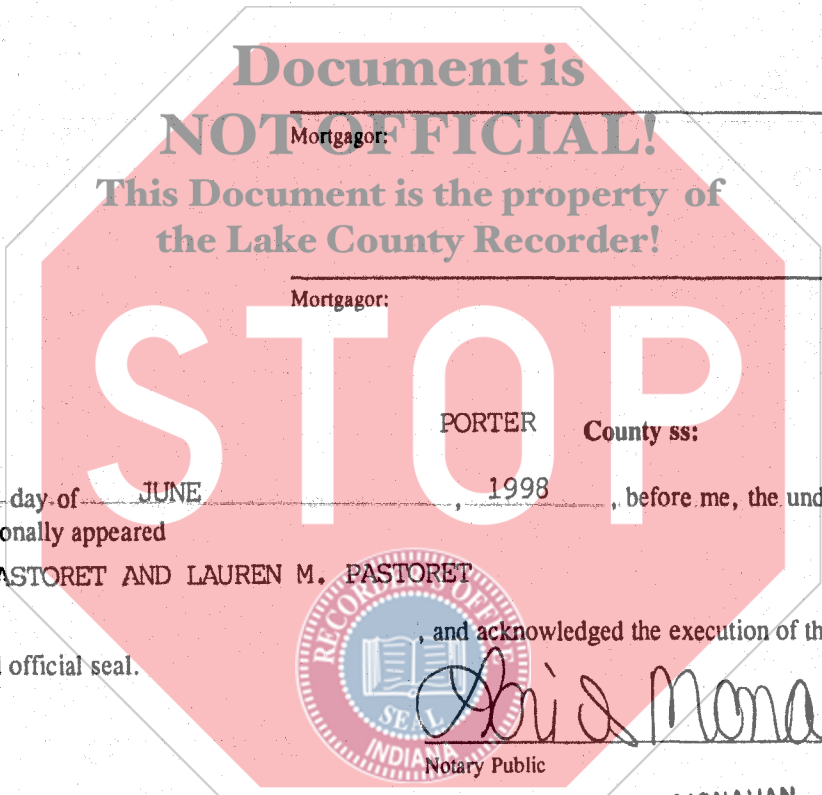 Document is
NOT OFFICIAL!
Mortgagor:
This Document is the property of
the Lake County Recorder!
Mortgagor:
STOP
PORTER County ss:
day of JUNE , 1998 , before me, the und
onally appeared
ASTORET AND LAUREN M. PASTORET
RECORDER'S OFFICE
, and acknowledged the execution of th
official seal.
SEAL
INDIANA
Notary Public
MONAHAN